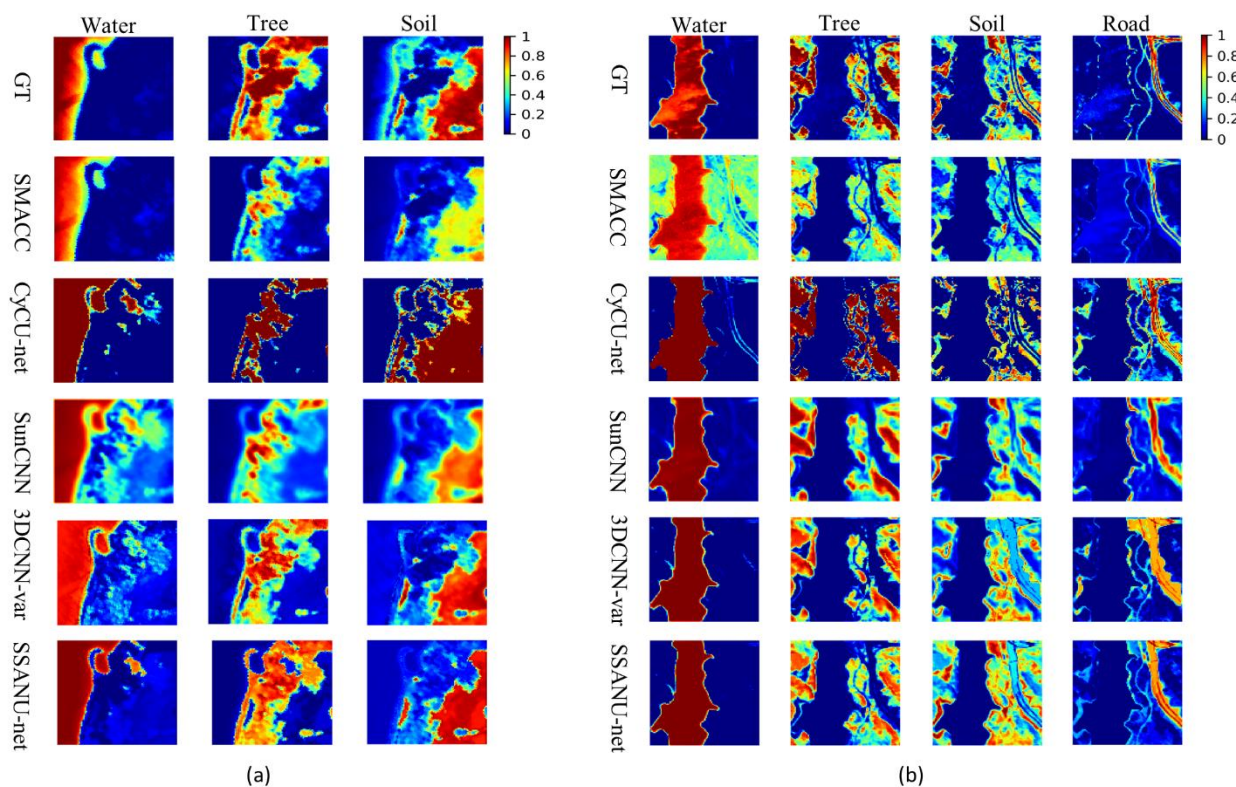 Water Tree Soil
GT
1
0.8
0.6
0.4
0.2
0
SMACC
CyCU-net
SunCNN
3DCNN-var
SSANU-net
(a)
Water Tree Soil Road
GT
1
0.8
0.6
0.4
0.2
0
SMACC
CyCU-net
SunCNN
3DCNN-var
SSANU-net
(b)